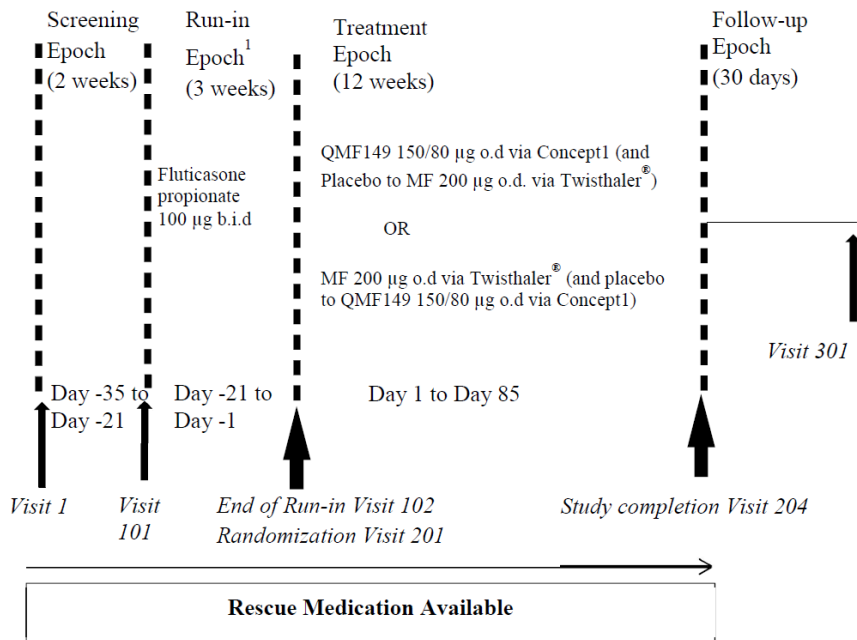 Screening
Epoch
(2 weeks)
Run-in
Epoch¹
(3 weeks)
Treatment
Epoch
(12 weeks)
Follow-up
Epoch
(30 days)
Fluticasone
propionate
100 µg b.i.d
QMF149 150/80 µg o.d via Concept1 (and
Placebo to MF 200 µg o.d. via Twisthaler®)
OR
MF 200 µg o.d via Twisthaler® (and placebo
to QMF149 150/80 µg o.d via Concept1)
Visit 301
Day -35 to
Day -21
Day -21 to
Day -1
Day 1 to Day 85
Visit 1
Visit
101
End of Run-in Visit 102
Randomization Visit 201
Study completion Visit 204
Rescue Medication Available